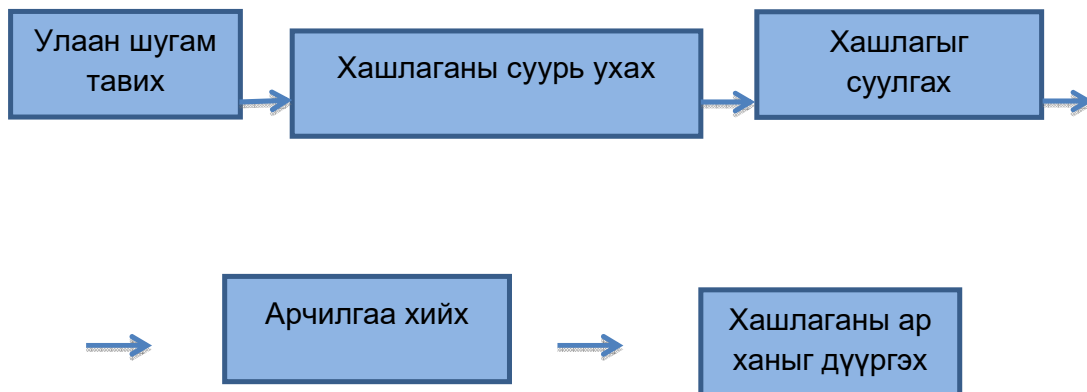 Улаан шугам
тавих
Хашлаганы суурь ухах
Хашлагыг
суулгах
Арчилгаа хийх
Хашлаганы ар
ханыг дүүргэх